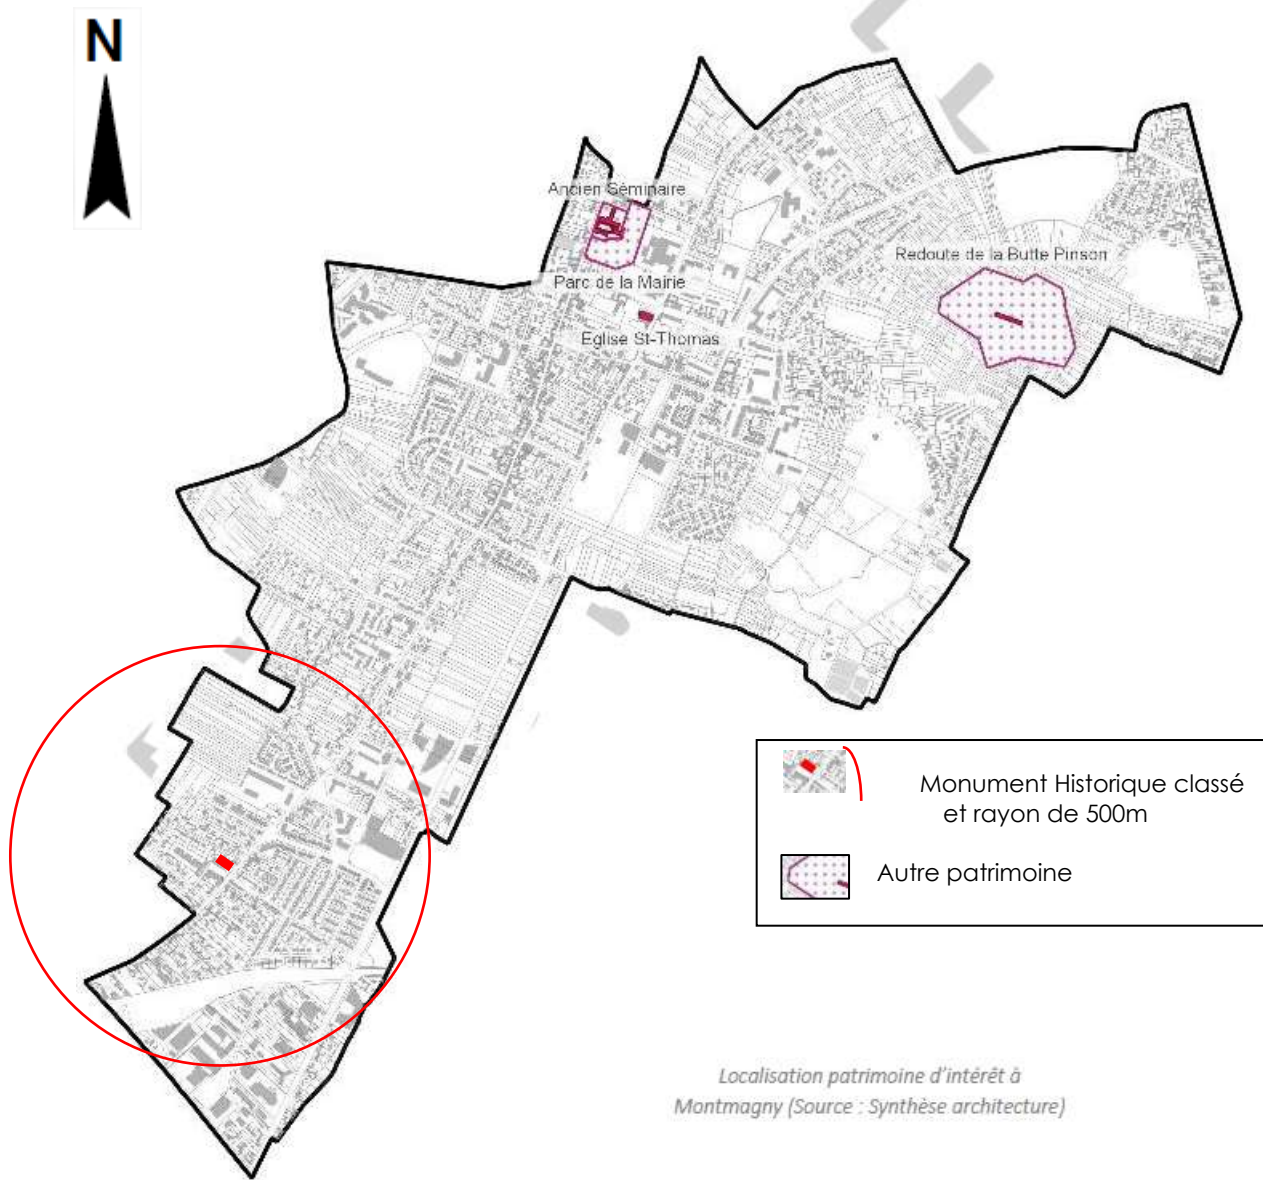 N
Ancien Séminaire
Redoute de la Butte Pinson
Parc de la Mairie
Eglise St-Thomas
Monument Historique classé
et rayon de 500m
Autre patrimoine
Localisation patrimoine d'intérêt à
Montmagny (Source : Synthèse architecture)